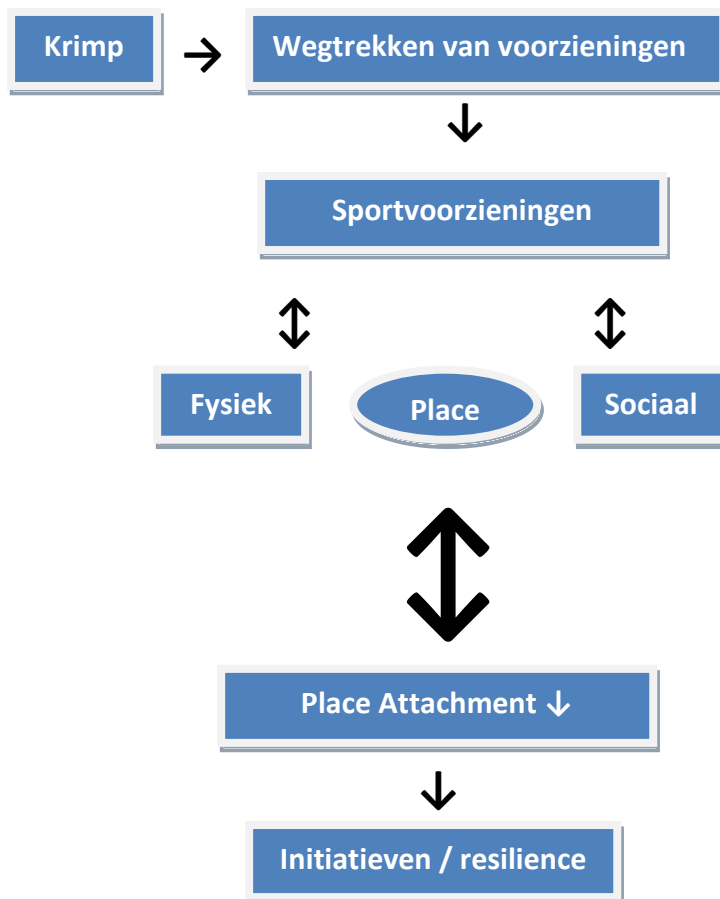 Krimp
Wegtrekken van voorzieningen
Sportvoorzieningen
Fysiek
Place
Sociaal
Place Attachment ↓
Initiatieven / resilience